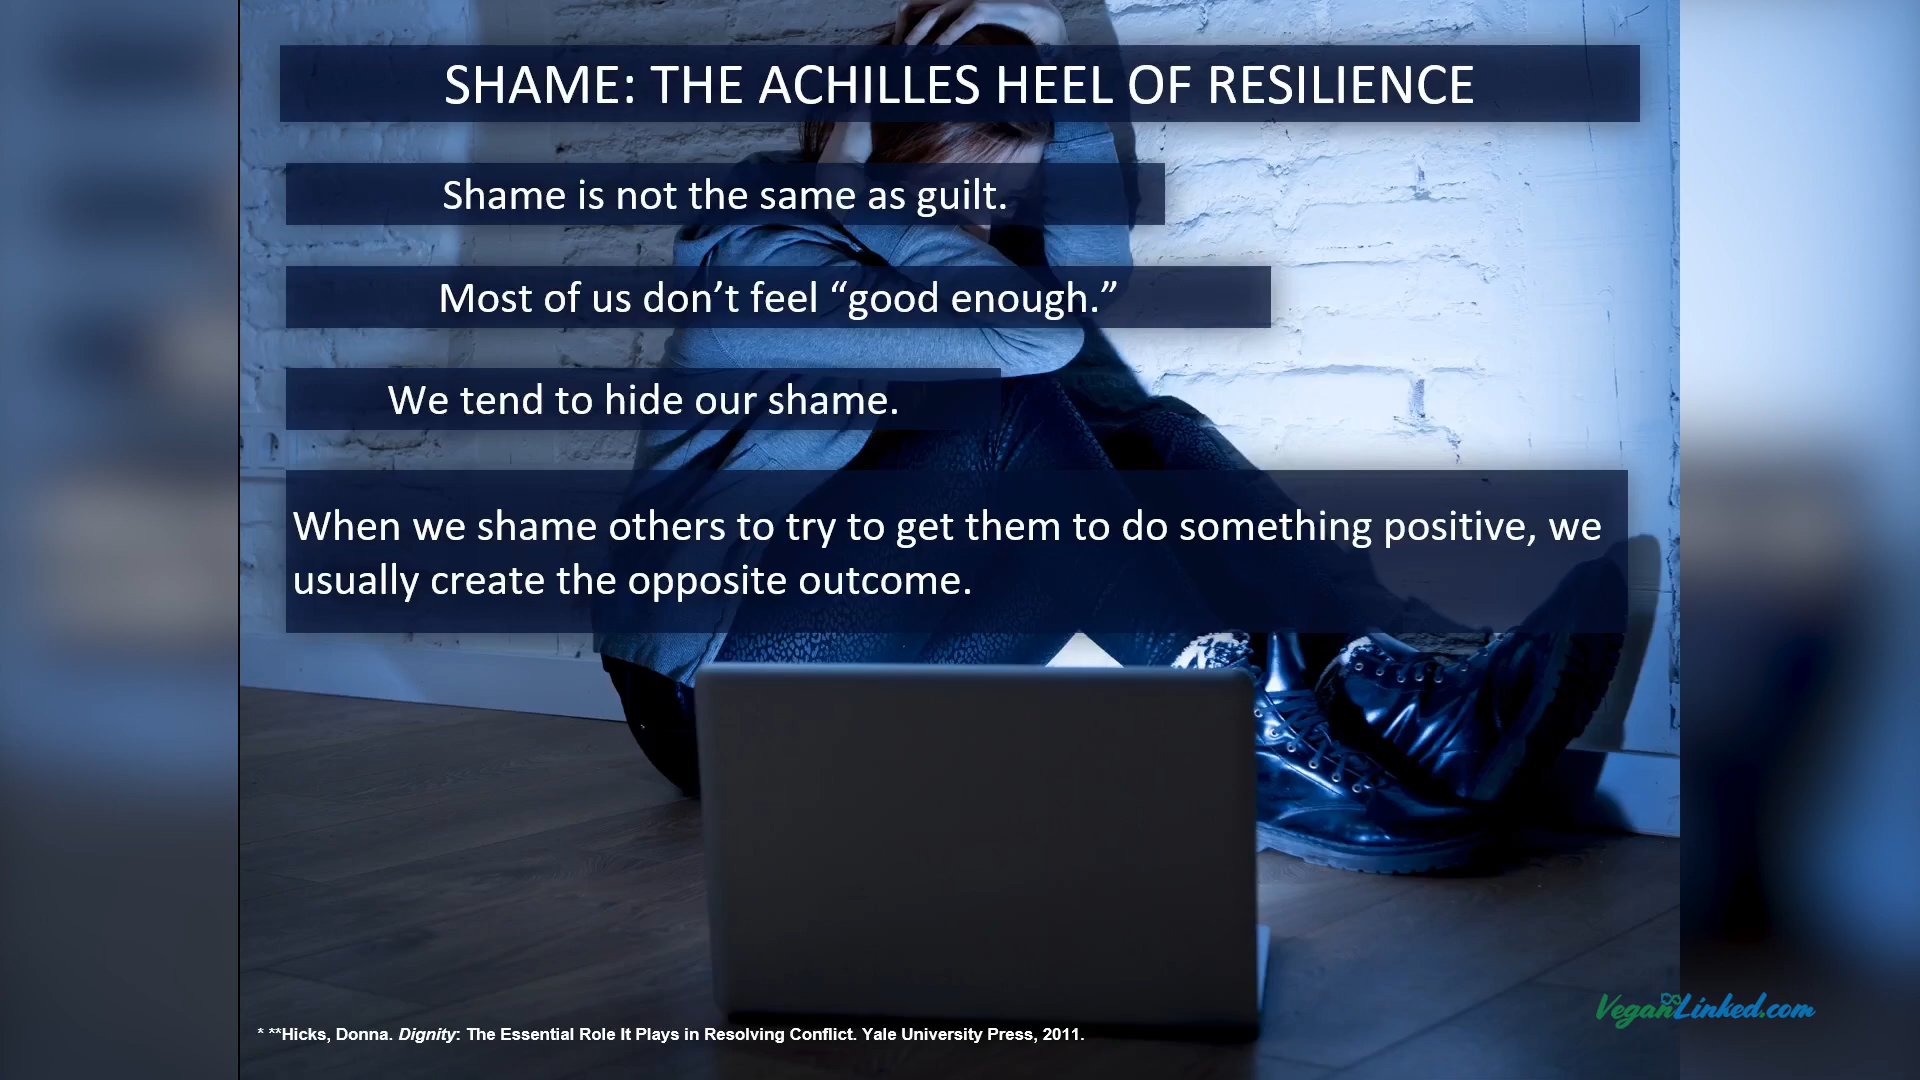 SHAME: THE ACHILLES HEEL OF RESILIENCE
Shame is not the same as guilt.
Most of us don’t feel “good enough.”
We tend to hide our shame.
When we shame others to try to get them to do something positive, we
usually create the opposite outcome.
VeganLinked.com
* **Hicks, Donna. Dignity: The Essential Role It Plays in Resolving Conflict. Yale University Press, 2011.